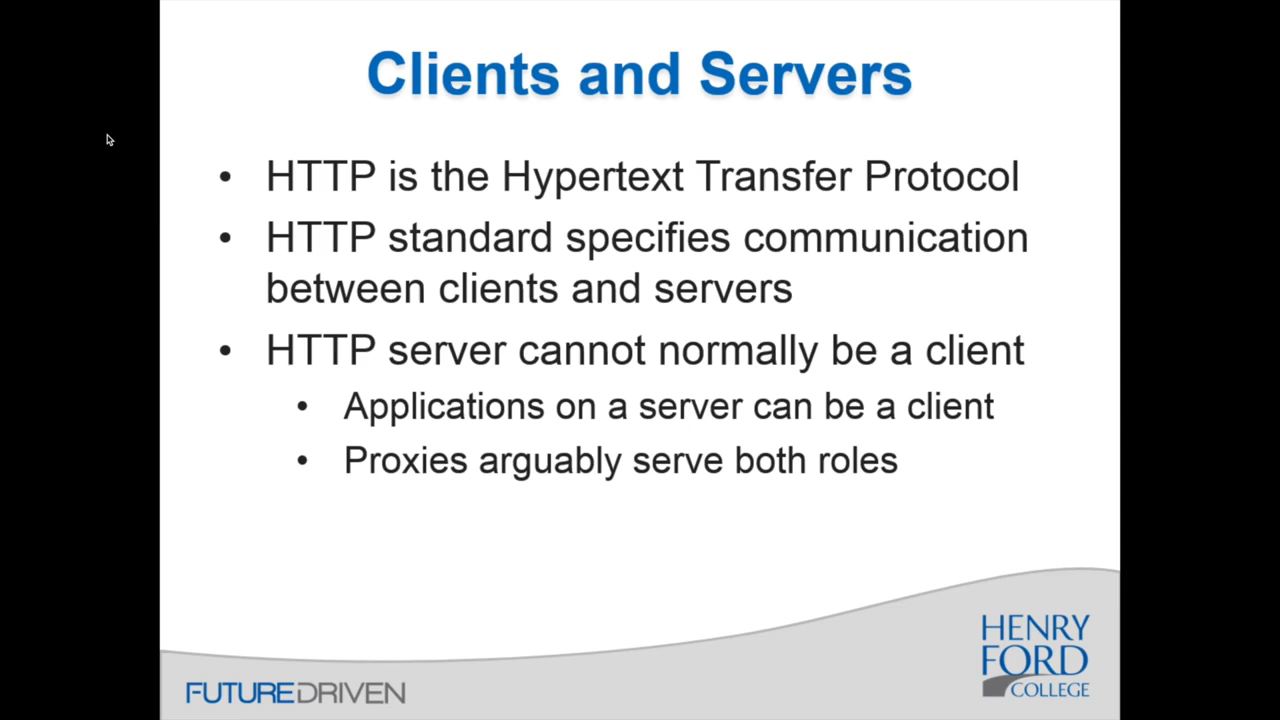 Clients and Servers
• HTTP is the Hypertext Transfer Protocol
• HTTP standard specifies communication
between clients and servers
• HTTP server cannot normally be a client
• Applications on a server can be a client
• Proxies arguably serve both roles
FUTUREDRIVEN
HENRY
FORD
COLLEGE